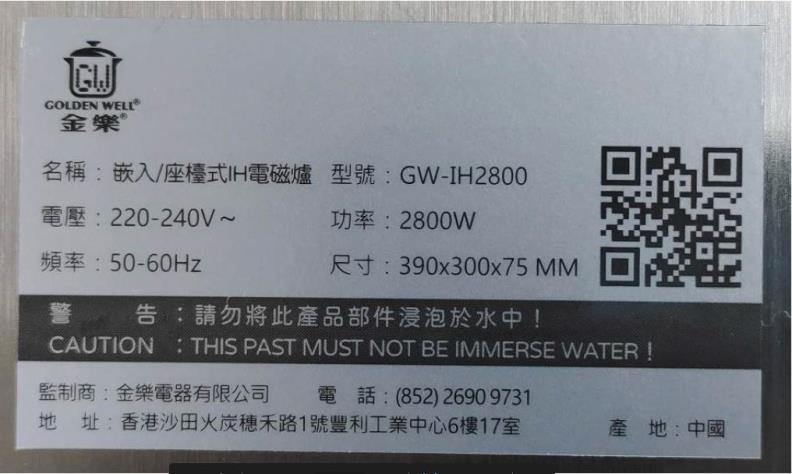 GW
GOLDEN WELL®
金樂®
名稱：嵌入/座檯式IH電磁爐 型號：GW-IH2800
電壓：220-240V～ 功率：2800W
頻率：50-60Hz 尺寸：390x300x75 MM
警 告：請勿將此產品部件浸泡於水中！
CAUTION ：THIS PAST MUST NOT BE IMMERSE WATER！
監制商：金樂電器有限公司 電 話：(852) 2690 9731
地 址：香港沙田火炭穗禾路1號豐利工業中心6樓17室 產 地：中國